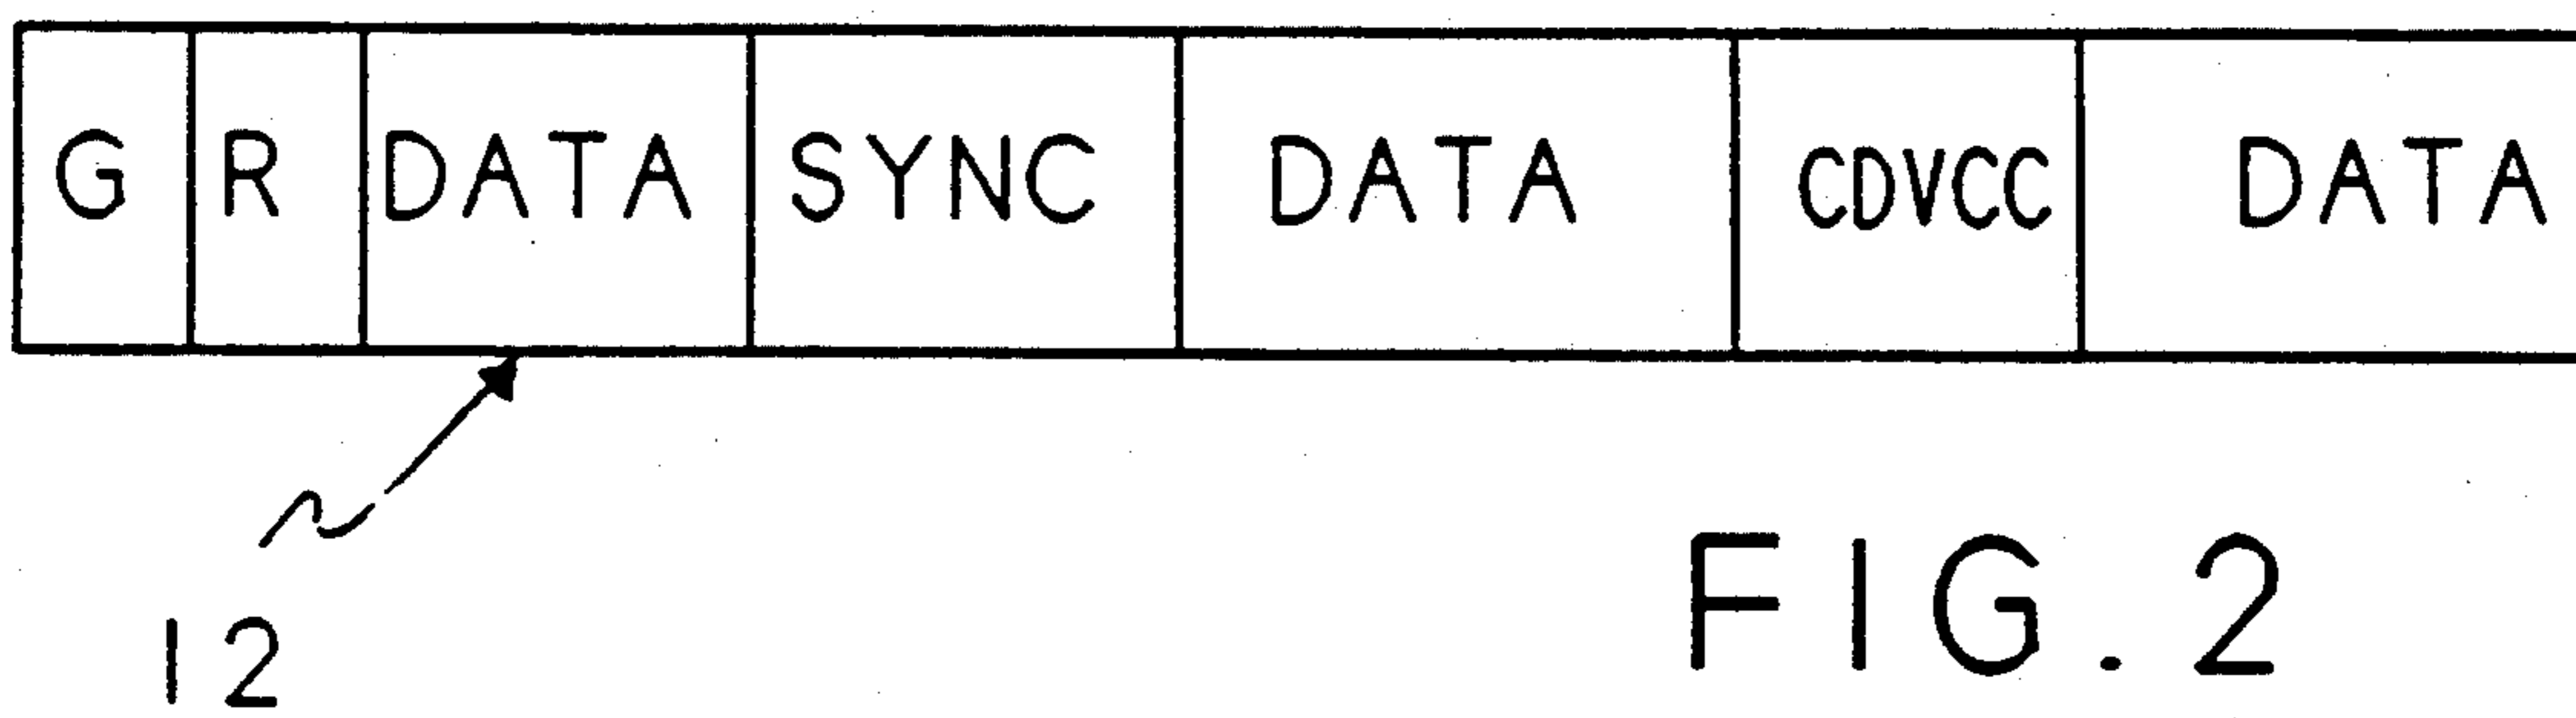 G R DATA SYNC DATA CDVCC DATA
12
FIG.2